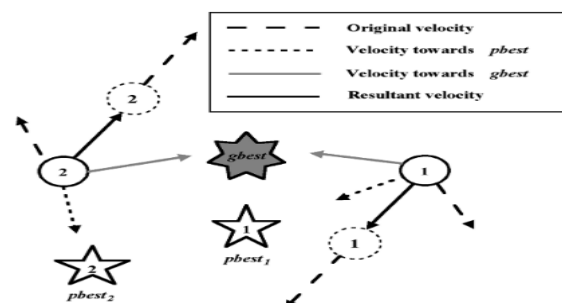 Original velocity
Velocity towards pbest
Velocity towards gbest
Resultant velocity
2
2
gbest
1
1
1
2
pbest1
pbest2